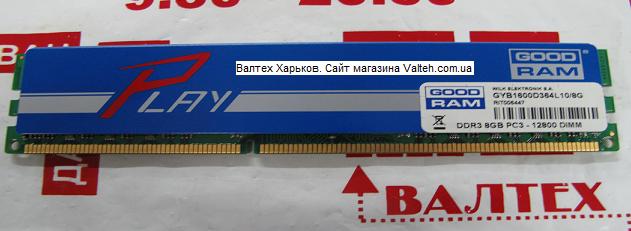 PLAY
GOOD
RAM
Валтех Харьков. Сайт магазина Valteh.com.ua
GOOD
RAM
WILK ELEKTRONIK S.A.
GYB1600D364L10/8G
RIT006447
DDR3 8GB PC3 - 12800 DIMM
ВАЛТЕХ